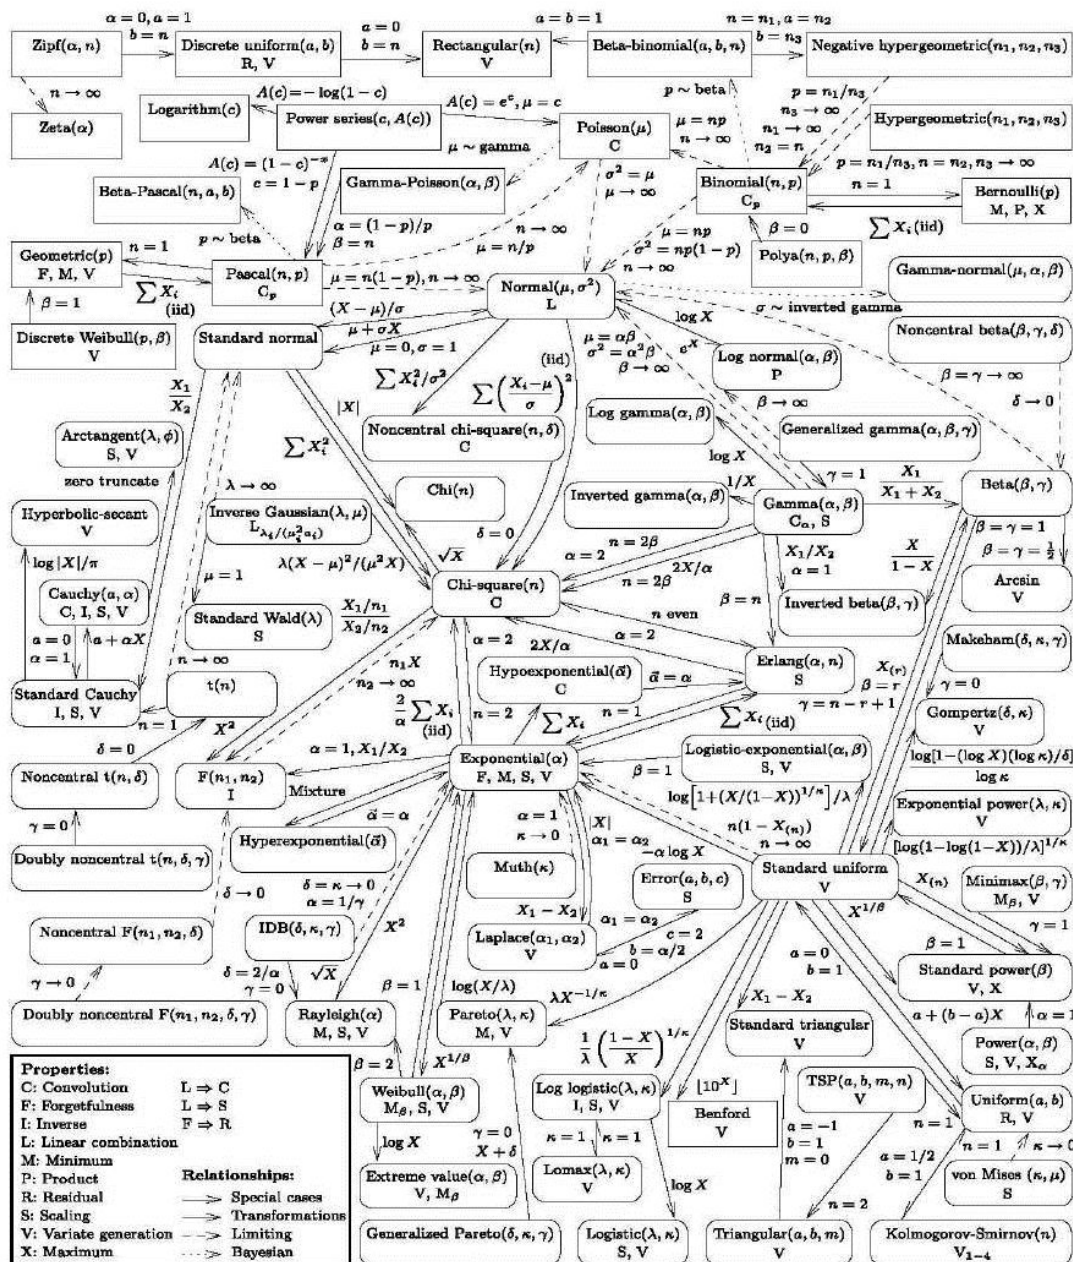 α = 0, a = 1
b = n
a = 0
b = n
a = b = 1
n = n₁, a = n₂
b = n₃
Zipf(α, n)
Discrete uniform(a, b)
R, V
Rectangular(n)
V
Beta-binomial(a, b, n)
Negative hypergeometric(n₁, n₂, n₃)
n → ∞
A(c) = − log(1 − c)
A(c) = eᶜ, μ = c
p ∼ beta
p = n₁/n₃
n₃ → ∞
Zeta(α)
Logarithm(c)
Power series(c, A(c))
Poisson(μ)
C
μ = np
n → ∞
n₁ → ∞
n₂ = n
Hypergeometric(n₁, n₂, n₃)
μ ∼ gamma
c = 1 − p
σ² = μ
μ → ∞
p = n₁/n₃, n = n₂, n₃ → ∞
Beta-Pascal(n, a, b)
Gamma-Poisson(α, β)
Binomial(n, p)
Cₚ
n = 1
Bernoulli(p)
M, P, X
∑ Xᵢ (iid)
α = (1 − p)/p
β = n
p ∼ beta
μ = n/p
μ = np
σ² = np(1 − p)
n → ∞
β = 0
Polya(n, p, β)
n = 1
Geometric(p)
F, M, V
∑ Xᵢ
(iid)
Pascal(n, p)
Cₚ
μ = n(1 − p), n → ∞
Normal(μ, σ²)
L
Gamma-normal(μ, α, β)
σ ∼ inverted gamma
β = 1
Discrete Weibull(p, β)
V
Standard normal
(X − μ)/σ
μ + σX
μ = 0, σ = 1
μ = αβ
σ² = α²β
β → ∞
log X
eˣ
Log normal(α, β)
P
Noncentral beta(β, γ, δ)
β = γ → ∞
δ → 0
X₁
X₂
∑ Xᵢ²/σ²
(iid)
∑ ((Xᵢ − μ)/σ)²
β → ∞
|X|
Arctangent(λ, φ)
S, V
∑ Xᵢ²
Noncentral chi-square(n, δ)
C
Log gamma(α, β)
Generalized gamma(α, β, γ)
zero truncate
λ → ∞
log X
γ = 1
X₁
X₁ + X₂
Hyperbolic-secant
V
Inverse Gaussian(λ, μ)
Chi(n)
Inverted gamma(α, β)
1/X
Gamma(α, β)
C_α, S
Beta(β, γ)
log |X|/π
μ = 1
λ(X − μ)²/(μ²X)
√X
δ = 0
α = 2
n = 2β
n = 2β
2X/α
X₁/X₂
α = 1
X
1 − X
β = γ = 1
β = γ = ½
Cauchy(a, α)
C, I, S, V
Standard Wald(λ)
S
Chi-square(n)
C
β = n
Inverted beta(β, γ)
Arcsin
V
a = 0
α = 1
a + αX
n → ∞
X₁/n₁
X₂/n₂
n₁X
n₂ → ∞
n even
α = 2
α = 2
2X/α
Makeham(δ, κ, γ)
Standard Cauchy
I, S, V
t(n)
n = 1
X²
Hypoexponential(α⃗)
C
α⃗ = α
Erlang(α, n)
S
X₍ᵣ₎
β = r
γ = n − r + 1
γ = 0
Gompertz(δ, κ)
V
2
α
∑ Xᵢ
(iid)
n = 2
∑ Xᵢ
n = 1
∑ Xᵢ (iid)
δ = 0
α = 1, X₁/X₂
Logistic-exponential(α, β)
S, V
log[1−(log X)(log κ)/δ]
log κ
Noncentral t(n, δ)
F(n₁, n₂)
I
Mixture
Exponential(α)
F, M, S, V
β = 1
log[1+(X/(1−X))^{1/κ}]/λ
Exponential power(λ, κ)
V
γ = 0
α⃗ = α
Hyperexponential(α⃗)
α = 1
κ → 0
|X|
α₁ = α₂
n(1 − X₍ₙ₎)
n → ∞
−α log X
[log(1−log(1−X))/λ]^{1/κ}
Doubly noncentral t(n, δ, γ)
Muth(κ)
Error(a, b, c)
S
Standard uniform
V
X₍ₙ₎
Minimax(β, γ)
M_β, V
δ → 0
δ = κ → 0
α = 1/γ
X₁ − X₂
α₁ = α₂
c = 2
b = α/2
a = 0
X^{1/β}
γ = 1
Noncentral F(n₁, n₂, δ)
IDB(δ, κ, γ)
X²
Laplace(α₁, α₂)
V
a = 0
b = 1
β = 1
Standard power(β)
V, X
γ → 0
δ = 2/α
γ = 0
√X
β = 1
log(X/λ)
λX^{−1/κ}
X₁ − X₂
a + (b − a)X
α = 1
Doubly noncentral F(n₁, n₂, δ, γ)
Rayleigh(α)
M, S, V
Pareto(λ, κ)
M, V
Standard triangular
V
Power(α, β)
S, V, X_α
1/λ ((1 − X)/X)^{1/κ}
β = 2
X^{1/β}
Weibull(α, β)
M_β, S, V
Log logistic(λ, κ)
I, S, V
⌊10ˣ⌋
Benford
V
TSP(a, b, m, n)
V
Uniform(a, b)
R, V
log X
γ = 0
X + δ
κ = 1
κ = 1
a = −1
b = 1
m = 0
n = 1
a = 1/2
b = 1
n = 1
κ → 0
Extreme value(α, β)
V, M_β
Lomax(λ, κ)
V
log X
n = 2
von Mises (κ, μ)
S
Generalized Pareto(δ, κ, γ)
Logistic(λ, κ)
S, V
Triangular(a, b, m)
V
Kolmogorov-Smirnov(n)
V₁₋₄
Properties:
C: Convolution L ⇒ C
F: Forgetfulness L ⇒ S
I: Inverse F ⇒ R
L: Linear combination
M: Minimum
P: Product Relationships:
R: Residual Special cases
S: Scaling Transformations
V: Variate generation Limiting
X: Maximum Bayesian